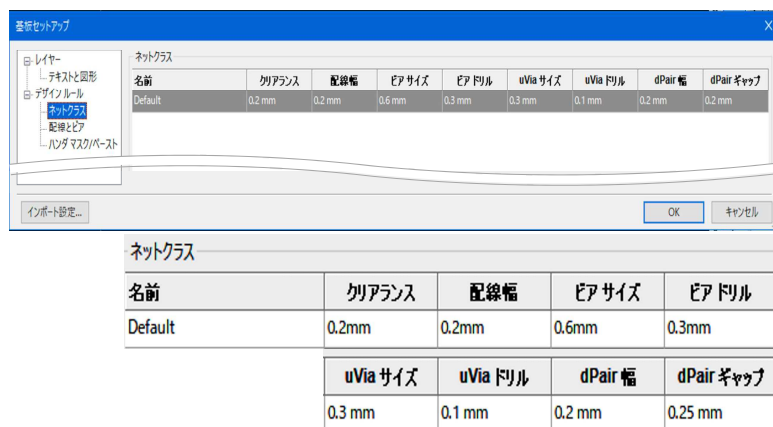 基板セットアップ
レイヤー
テキストと図形
デザイン ルール
ネットクラス
配線とビア
ハンダ マスク/ペースト
ネットクラス
名前 クリアランス 配線幅 ビア サイズ ビア ドリル uVia サイズ uVia ドリル dPair 幅 dPair ギャップ
Default 0.2 mm 0.2 mm 0.6 mm 0.3 mm 0.3 mm 0.1 mm 0.2 mm 0.2 mm
インポート設定... OK キャンセル
ネットクラス
名前 クリアランス 配線幅 ビア サイズ ビア ドリル
Default 0.2mm 0.2mm 0.6mm 0.3mm
uVia サイズ uVia ドリル dPair 幅 dPair ギャップ
0.3 mm 0.1 mm 0.2 mm 0.25 mm